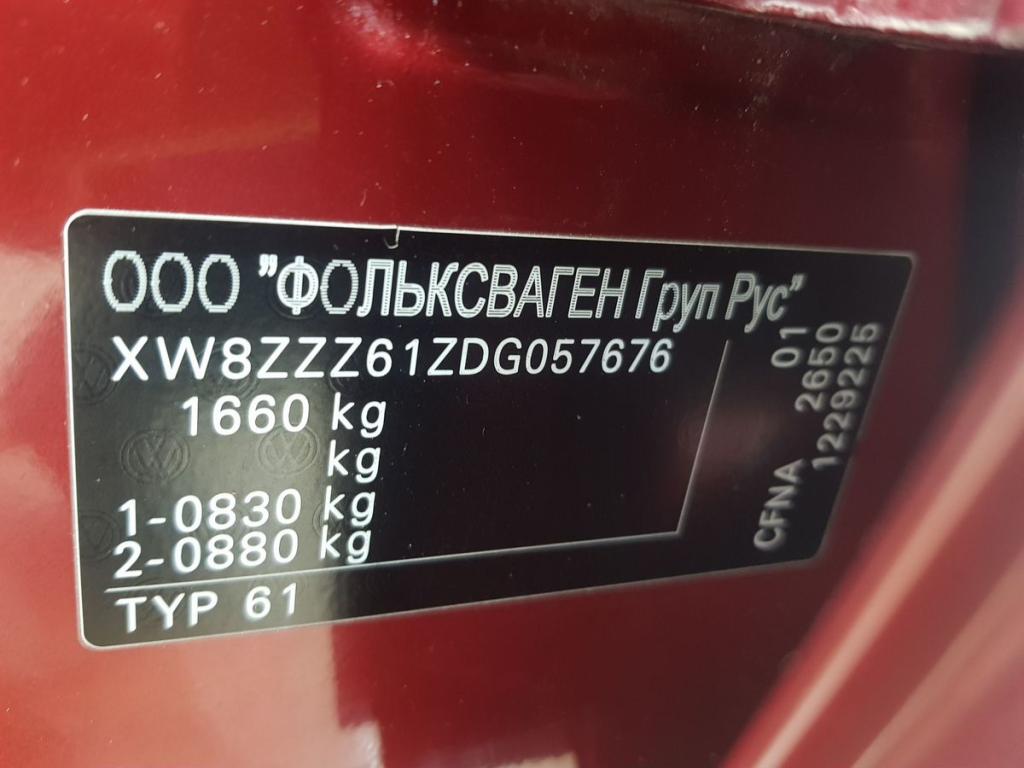 ООО "ФОЛЬКСВАГЕН Груп Рус"
XW8ZZZ61ZDG057676
1660 kg
kg
1-0830 kg
2-0880 kg
TYP 61
01
CFNA 2650
1229225